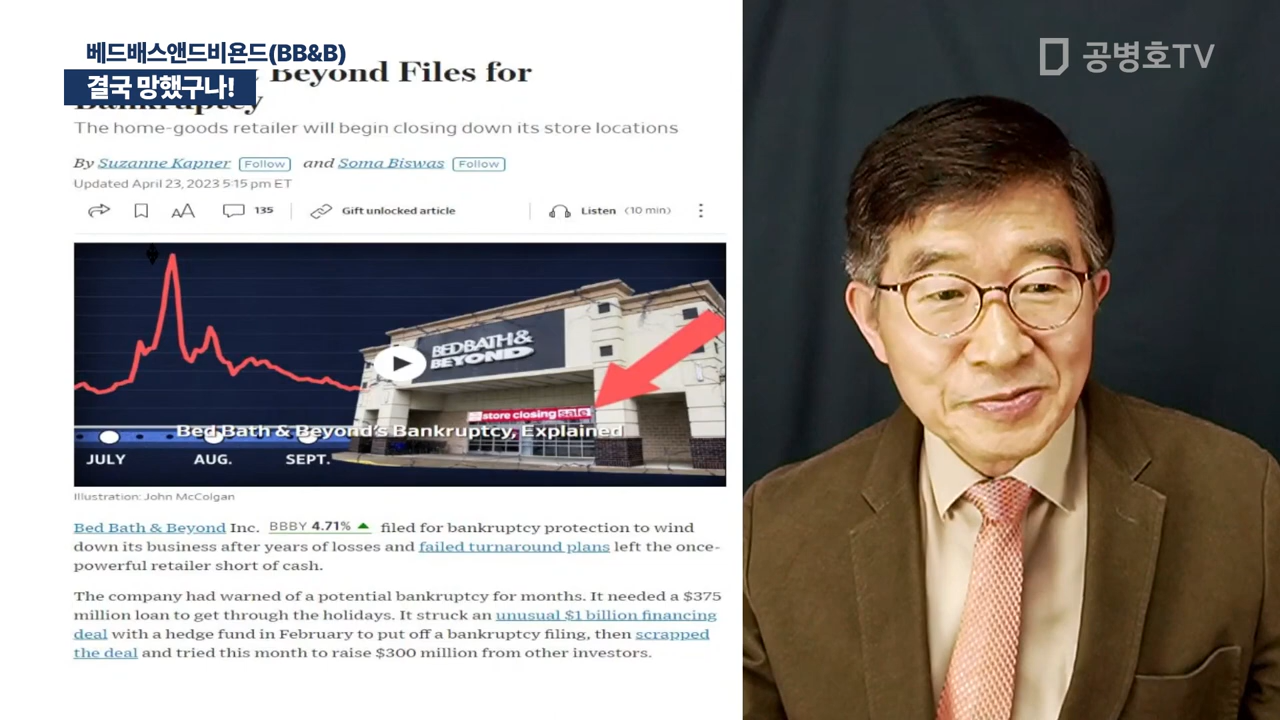 베드배스앤드비욘드(BB&B)
결국 망했구나!
공병호TV
Beyond Files for
Bankruptcy
The home-goods retailer will begin closing down its store locations
By Suzanne Kapner Follow and Soma Biswas Follow
Updated April 23, 2023 5:15 pm ET
AA 135 Gift unlocked article Listen (10 min)
BED BATH &
BEYOND
store closing sale
Bed Bath & Beyond's Bankruptcy, Explained
JULY AUG. SEPT.
Illustration: John McColgan
Bed Bath & Beyond Inc. BBBY 4.71% ▲ filed for bankruptcy protection to wind
down its business after years of losses and failed turnaround plans left the once-
powerful retailer short of cash.
The company had warned of a potential bankruptcy for months. It needed a $375
million loan to get through the holidays. It struck an unusual $1 billion financing
deal with a hedge fund in February to put off a bankruptcy filing, then scrapped
the deal and tried this month to raise $300 million from other investors.